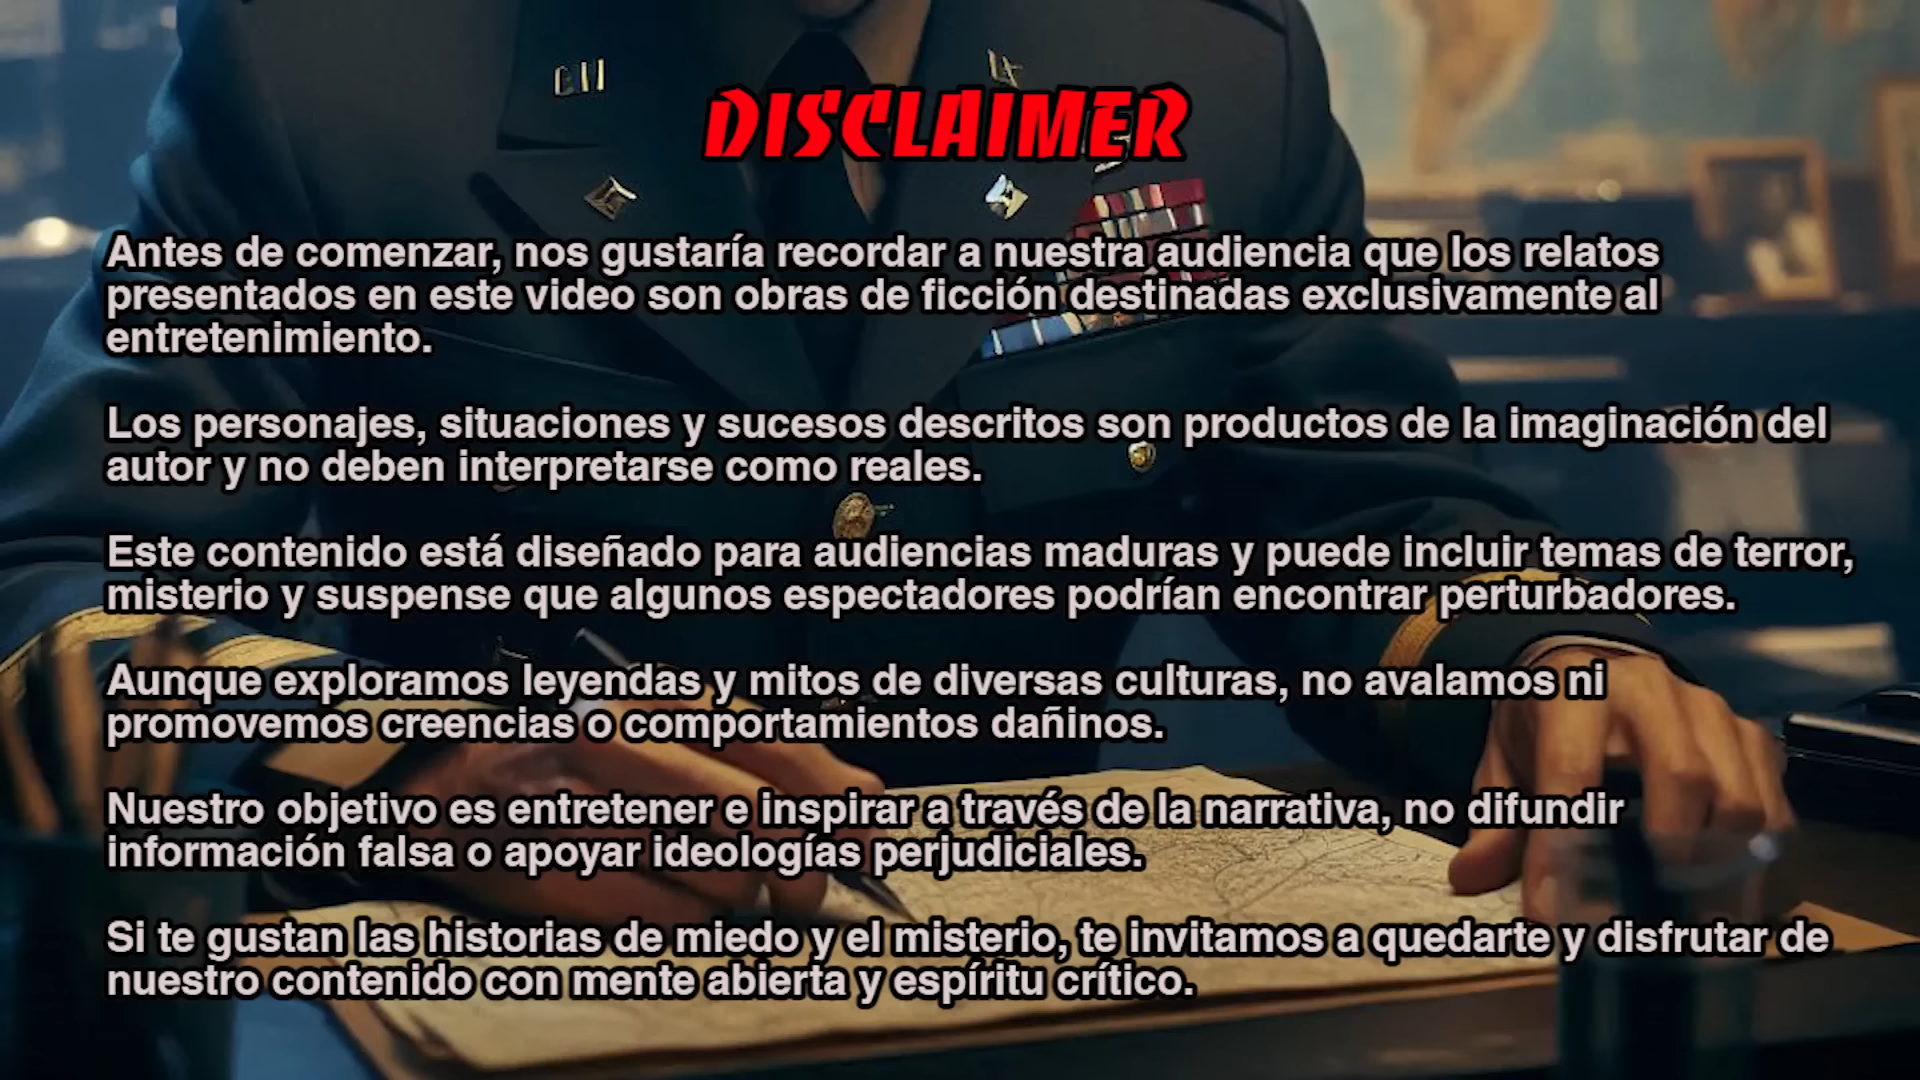 DISCLAIMER
Antes de comenzar, nos gustaría recordar a nuestra audiencia que los relatos
presentados en este video son obras de ficción destinadas exclusivamente al
entretenimiento.
Los personajes, situaciones y sucesos descritos son productos de la imaginación del
autor y no deben interpretarse como reales.
Este contenido está diseñado para audiencias maduras y puede incluir temas de terror,
misterio y suspense que algunos espectadores podrían encontrar perturbadores.
Aunque exploramos leyendas y mitos de diversas culturas, no avalamos ni
promovemos creencias o comportamientos dañinos.
Nuestro objetivo es entretener e inspirar a través de la narrativa, no difundir
información falsa o apoyar ideologías perjudiciales.
Si te gustan las historias de miedo y el misterio, te invitamos a quedarte y disfrutar de
nuestro contenido con mente abierta y espíritu crítico.